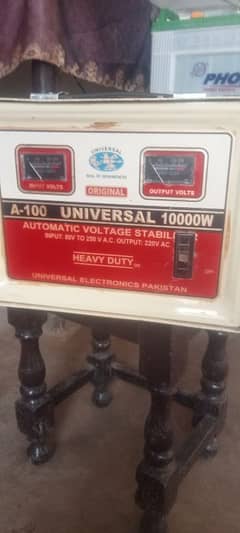 PHO
UNIVERSAL
INPUT VOLTS
ORIGINAL
OUTPUT VOLTS
A-100 UNIVERSAL 10000W
AUTOMATIC VOLTAGE STABIL
INPUT: 80V TO 250 V A.C. OUTPUT: 220V AC
HEAVY DUTY
UNIVERSAL ELECTRONICS PAKISTAN